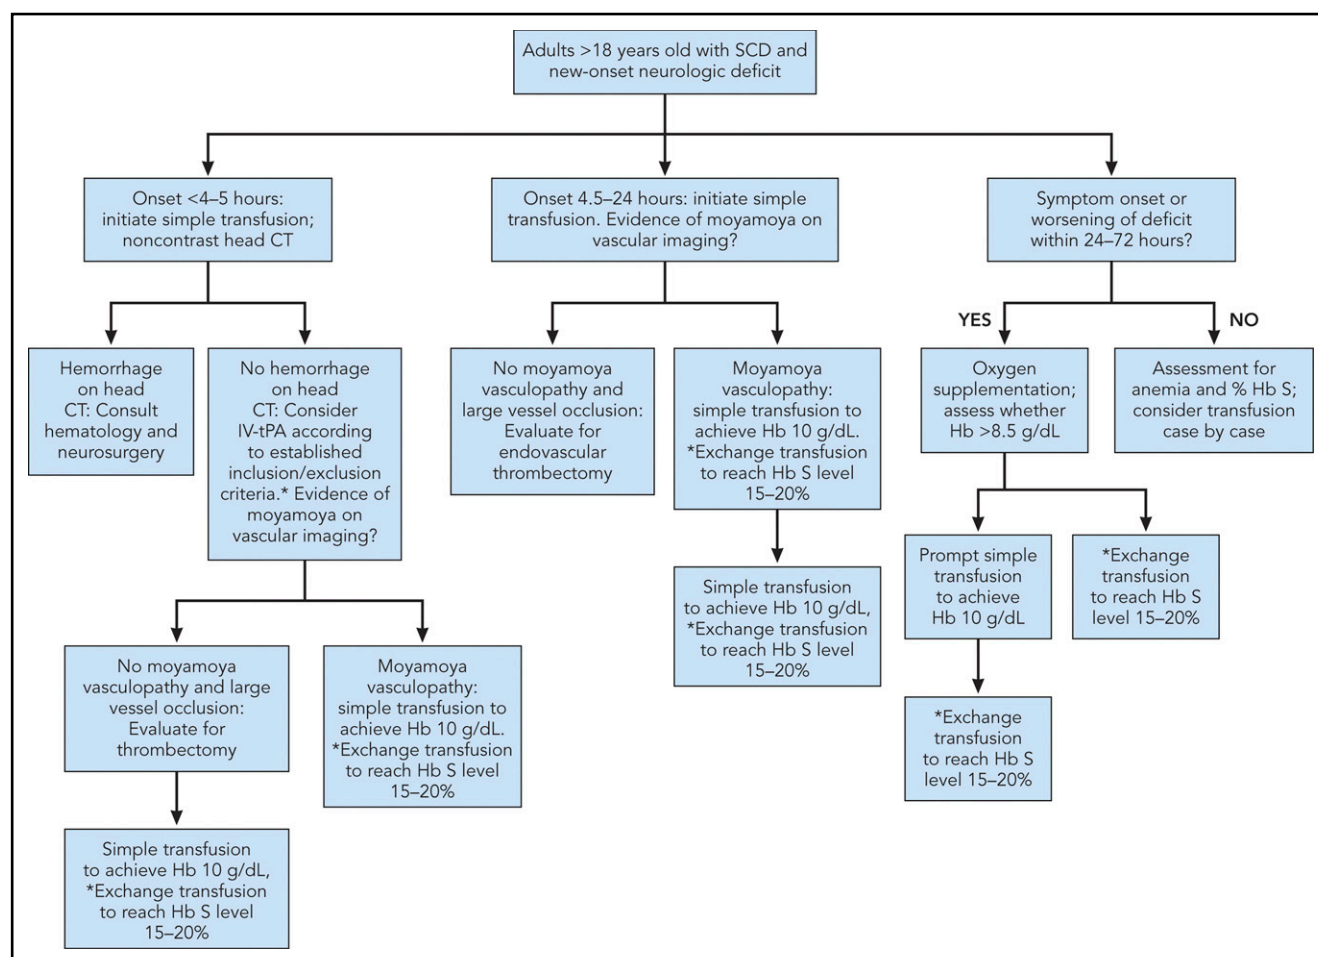 Adults >18 years old with SCD and
new-onset neurologic deficit
Onset <4–5 hours:
initiate simple transfusion;
noncontrast head CT
Onset 4.5–24 hours: initiate simple
transfusion. Evidence of moyamoya on
vascular imaging?
Symptom onset or
worsening of deficit
within 24–72 hours?
YES
NO
Hemorrhage
on head
CT: Consult
hematology and
neurosurgery
No hemorrhage
on head
CT: Consider
IV-tPA according
to established
inclusion/exclusion
criteria.* Evidence of
moyamoya on
vascular imaging?
No moyamoya
vasculopathy and
large vessel occlusion:
Evaluate for
endovascular
thrombectomy
Moyamoya
vasculopathy:
simple transfusion to
achieve Hb 10 g/dL.
*Exchange transfusion
to reach Hb S level
15–20%
Oxygen
supplementation;
assess whether
Hb >8.5 g/dL
Assessment for
anemia and % Hb S;
consider transfusion
case by case
Prompt simple
transfusion
to achieve
Hb 10 g/dL
*Exchange
transfusion
to reach Hb S
level 15–20%
Simple transfusion
to achieve Hb 10 g/dL,
*Exchange transfusion
to reach Hb S level
15–20%
No moyamoya
vasculopathy and large
vessel occlusion:
Evaluate for
thrombectomy
Moyamoya
vasculopathy:
simple transfusion to
achieve Hb 10 g/dL.
*Exchange transfusion
to reach Hb S level
15–20%
*Exchange
transfusion
to reach Hb S
level 15–20%
Simple transfusion
to achieve Hb 10 g/dL,
*Exchange transfusion
to reach Hb S level
15–20%